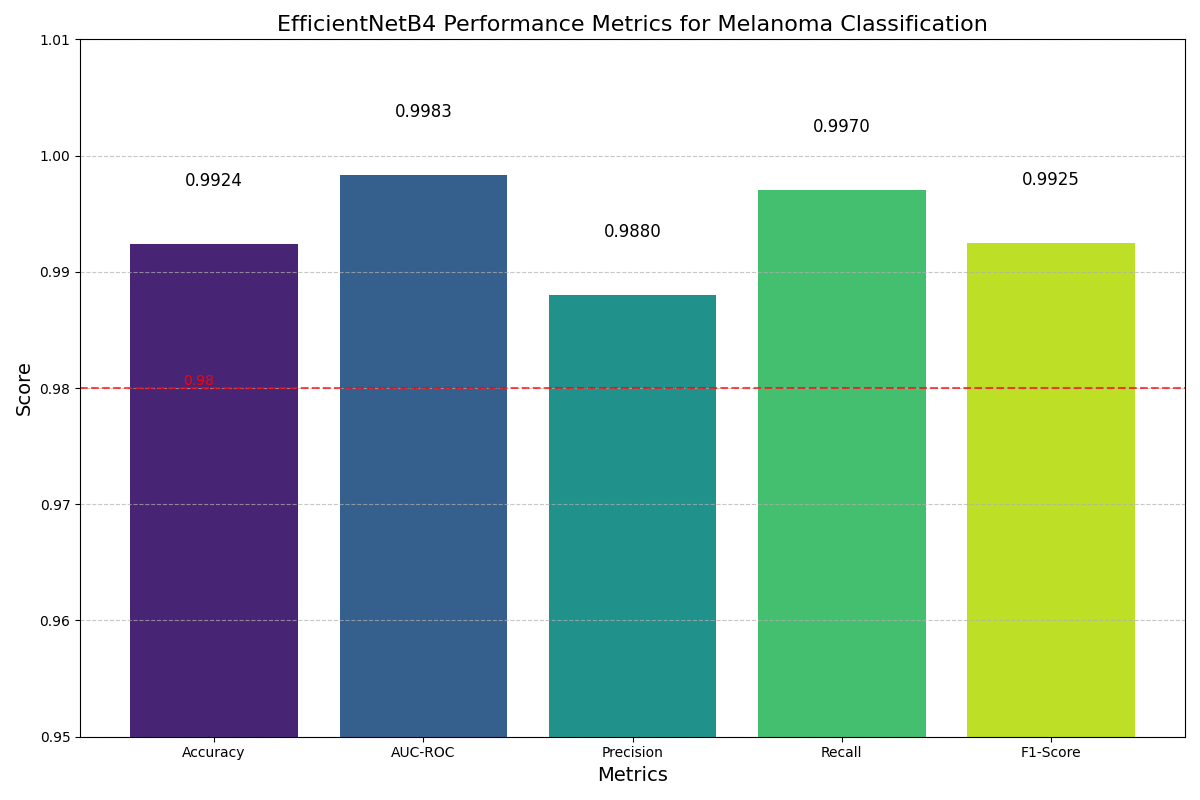 EfficientNetB4 Performance Metrics for Melanoma Classification
1.01
1.00
0.99
0.98
0.97
0.96
0.95
Score
0.9924
0.9983
0.9880
0.9970
0.9925
0.98
Accuracy
AUC-ROC
Precision
Recall
F1-Score
Metrics